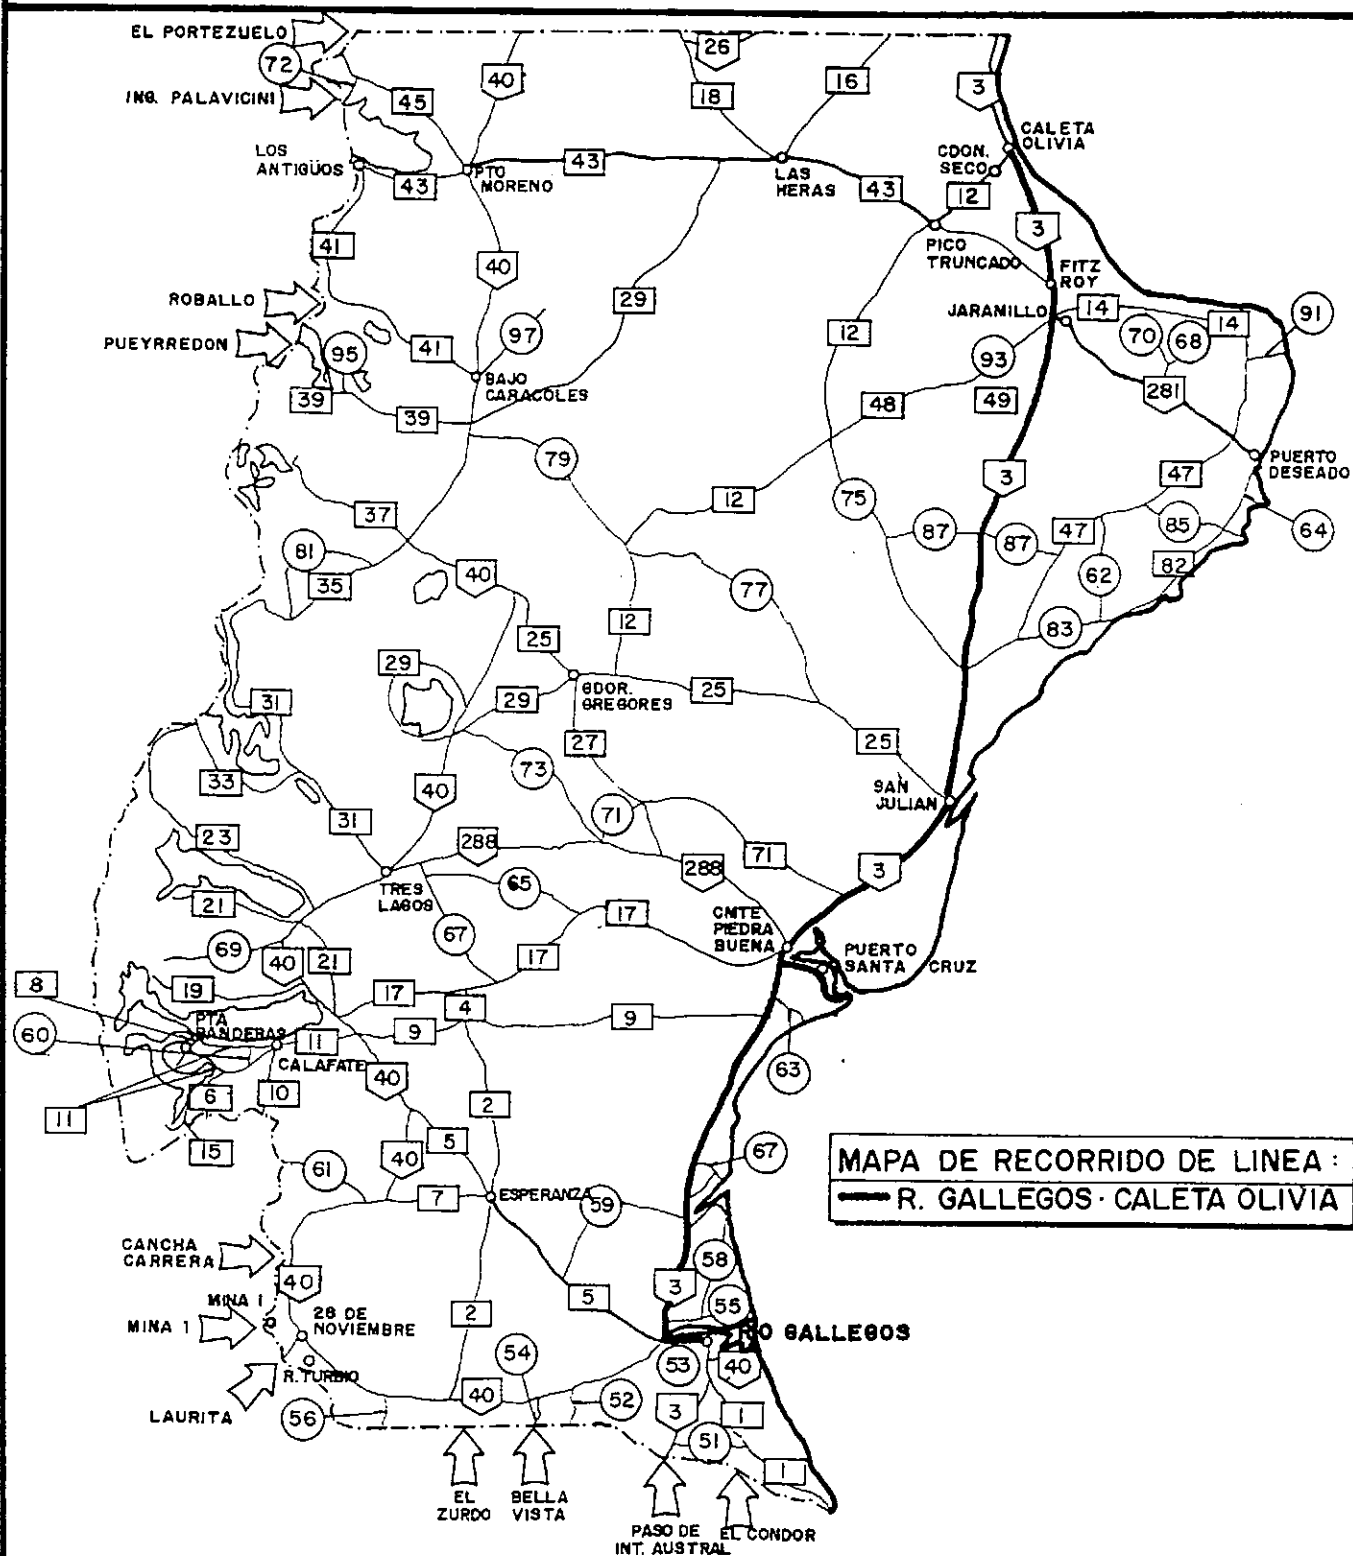 EL PORTEZUELO
72
ING. PALAVICINI
45
40
26
18
16
3
CALETA
OLIVIA
LOS
ANTIGÜOS
43
PTO
MORENO
43
LAS
HERAS
CDON.
SECO
43
12
3
41
40
PICO
TRUNCADO
FITZ
ROY
ROBALLO
29
JARAMILLO
14
14
91
PUEYRREDON
95
41
97
12
93
70
68
BAJO
CARACOLES
39
39
48
49
281
79
3
47
PUERTO
DESEADO
12
75
37
87
87
47
85
64
81
35
40
77
62
82
12
25
83
29
29
GDOR.
GREGORES
25
31
27
25
33
73
40
SAN
JULIAN
31
71
23
288
71
3
288
TRES
LAGOS
65
21
67
17
CMTE
PIEDRA
BUENA
69
40
21
17
PUERTO
SANTA CRUZ
8
19
17
4
PTA
BANDERAS
60
11
9
9
CALAFATE
40
63
11
6
10
2
15
5
61
40
67
MAPA DE RECORRIDO DE LINEA :
7
ESPERANZA
59
R. GALLEGOS · CALETA OLIVIA
CANCHA
CARRERA
40
58
3
MINA 1
MINA 1
28 DE
NOVIEMBRE
2
5
55
RIO GALLEGOS
R. TURBIO
54
53
40
LAURITA
56
40
52
3
1
51
1
EL
ZURDO
BELLA
VISTA
PASO DE
INT. AUSTRAL
EL CONDOR